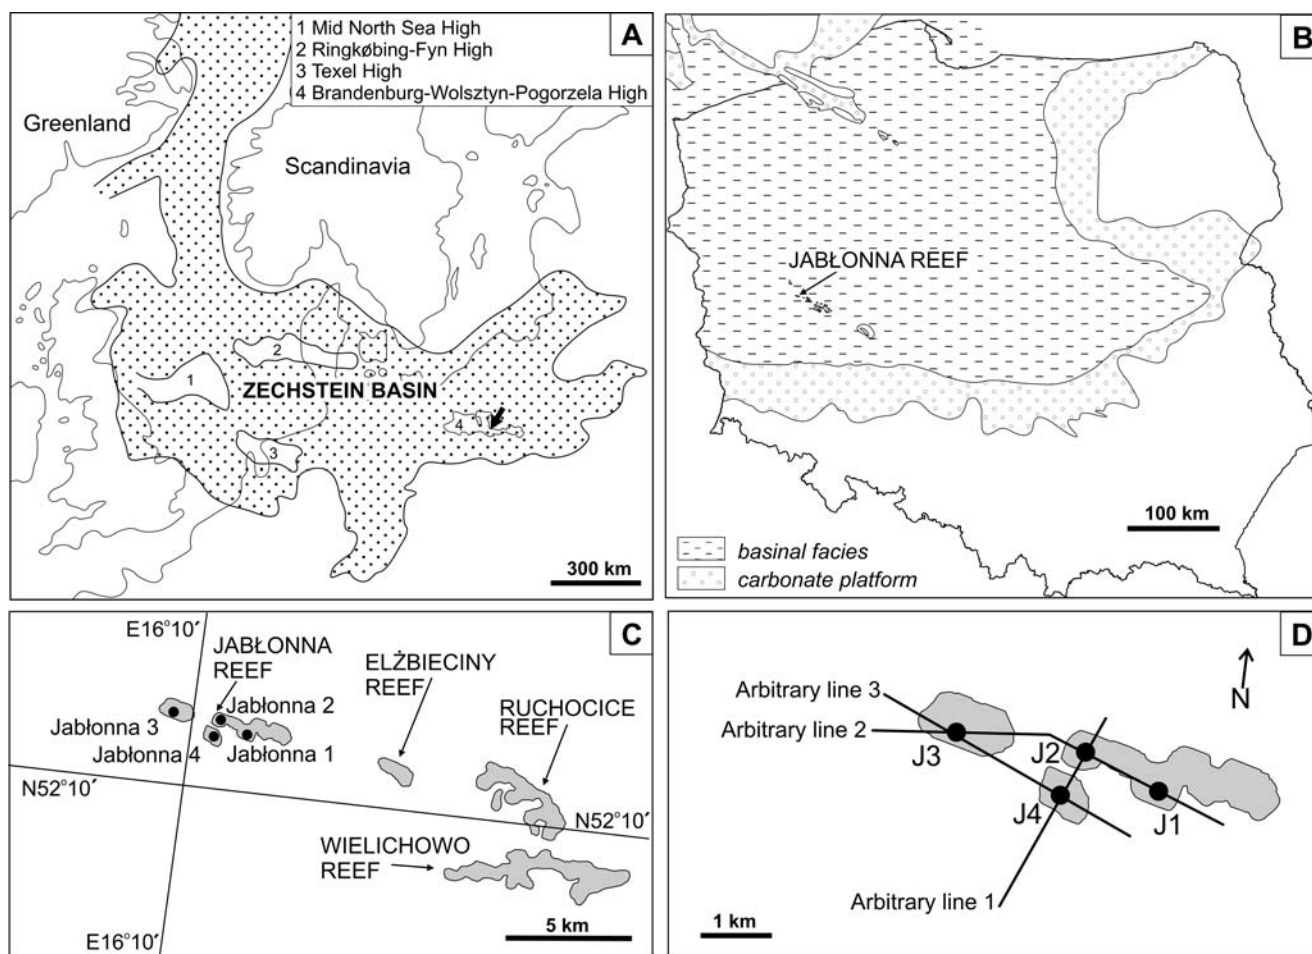 A
1 Mid North Sea High
2 Ringkøbing-Fyn High
3 Texel High
4 Brandenburg-Wolsztyn-Pogorzela High
Greenland
Scandinavia
2
1
ZECHSTEIN BASIN
4
3
300 km
B
JABŁONNA REEF
100 km
basinal facies
carbonate platform
C
E16°10′
JABŁONNA
REEF
ELŻBIECINY
REEF
RUCHOCICE
REEF
Jabłonna 2
Jabłonna 3
Jabłonna 4
Jabłonna 1
N52°10′
N52°10′
WIELICHOWO
REEF
E16°10′
5 km
D
N
Arbitrary line 3
Arbitrary line 2
J3
J2
J4
J1
Arbitrary line 1
1 km